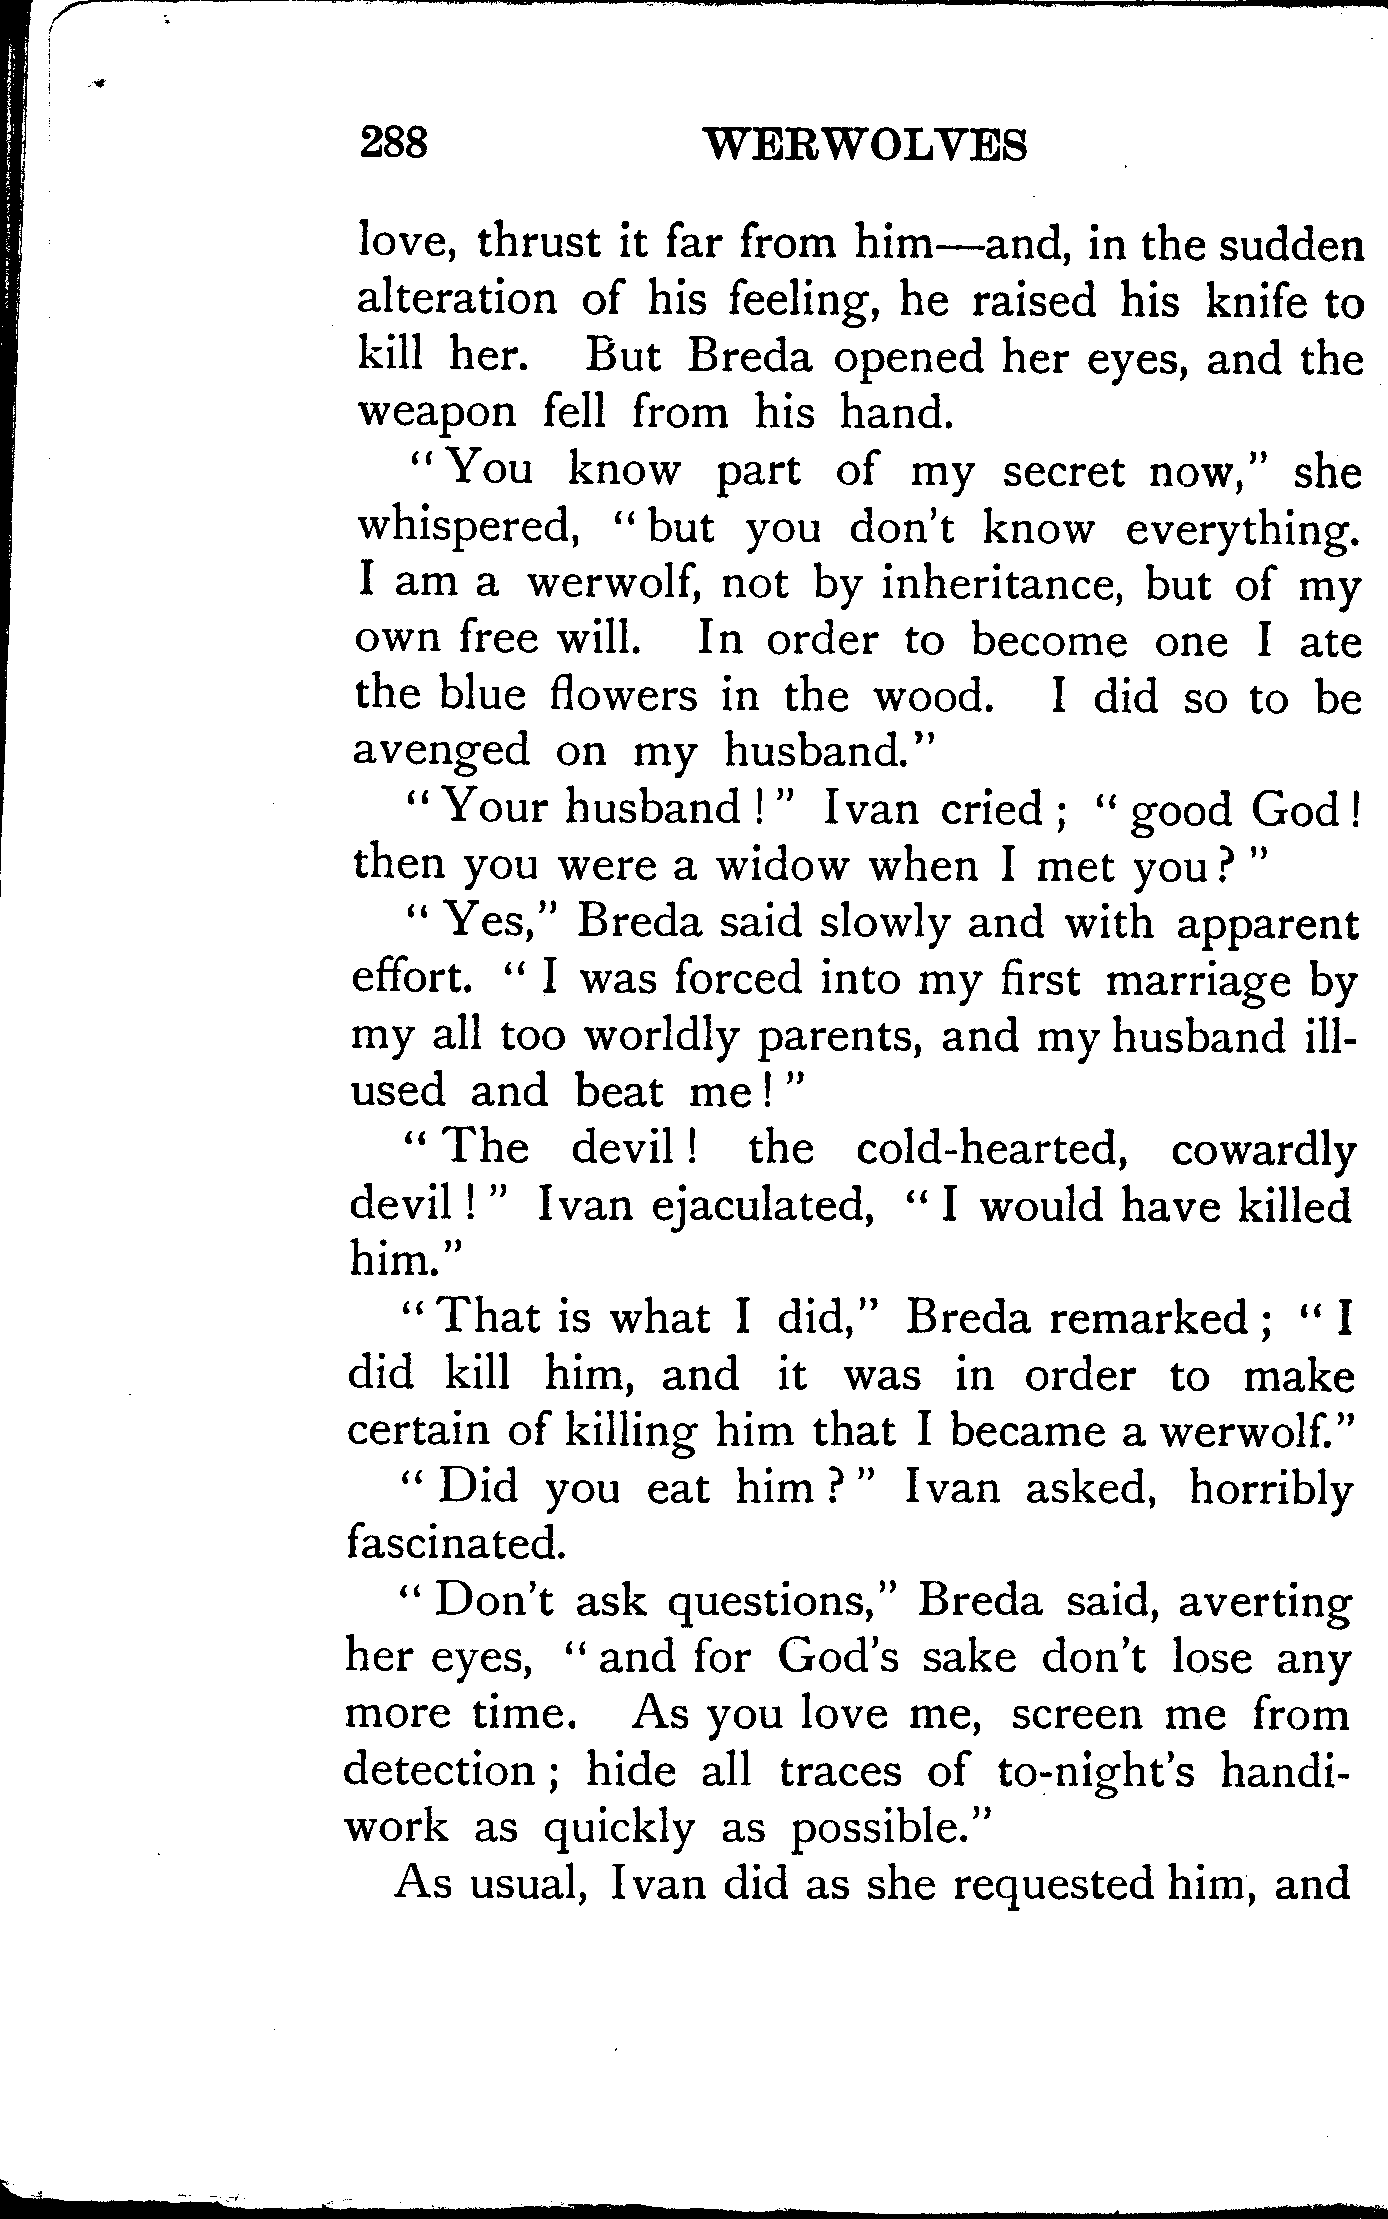 288 WERWOLVES
love, thrust it far from him—and, in the sudden
alteration of his feeling, he raised his knife to
kill her. But Breda opened her eyes, and the
weapon fell from his hand.
"You know part of my secret now," she
whispered, "but you don't know everything.
I am a werwolf, not by inheritance, but of my
own free will. In order to become one I ate
the blue flowers in the wood. I did so to be
avenged on my husband."
"Your husband!" Ivan cried; "good God!
then you were a widow when I met you?"
"Yes," Breda said slowly and with apparent
effort. "I was forced into my first marriage by
my all too worldly parents, and my husband ill-
used and beat me!"
"The devil! the cold-hearted, cowardly
devil!" Ivan ejaculated, "I would have killed
him."
"That is what I did," Breda remarked; "I
did kill him, and it was in order to make
certain of killing him that I became a werwolf."
"Did you eat him?" Ivan asked, horribly
fascinated.
"Don't ask questions," Breda said, averting
her eyes, "and for God's sake don't lose any
more time. As you love me, screen me from
detection; hide all traces of to-night's handi-
work as quickly as possible."
As usual, Ivan did as she requested him, and